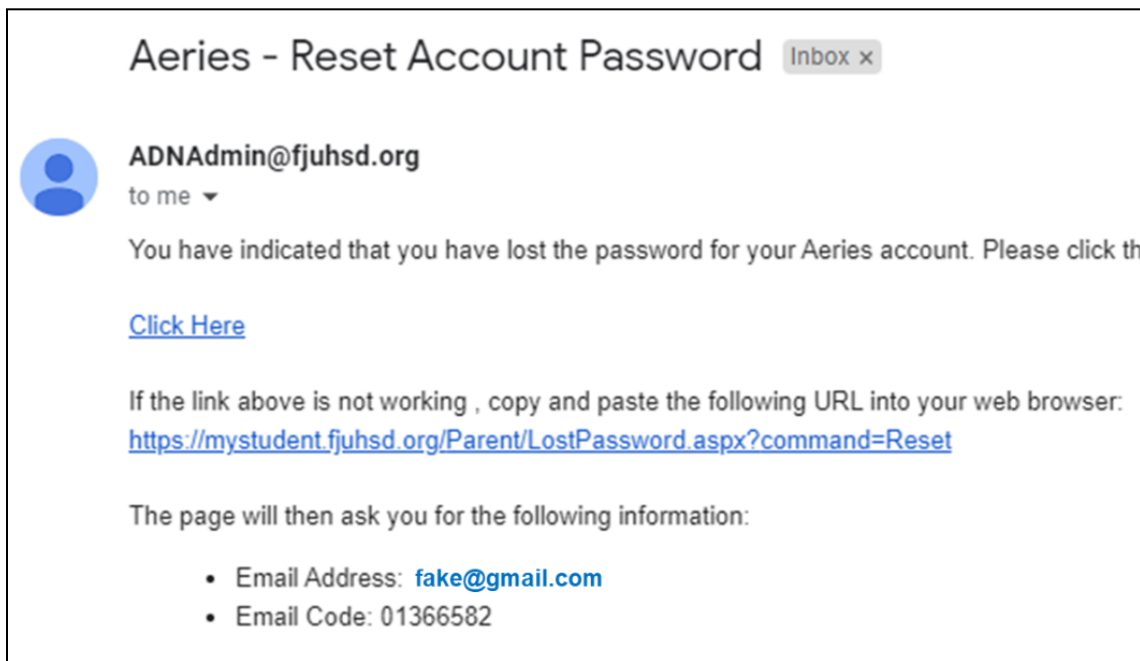 Aeries - Reset Account Password Inbox x
ADNAdmin@fjuhsd.org
to me
You have indicated that you have lost the password for your Aeries account. Please click
Click Here
If the link above is not working , copy and paste the following URL into your web browser:
https://mystudent.fjuhsd.org/Parent/LostPassword.aspx?command=Reset
The page will then ask you for the following information:
• Email Address: fake@gmail.com
• Email Code: 01366582